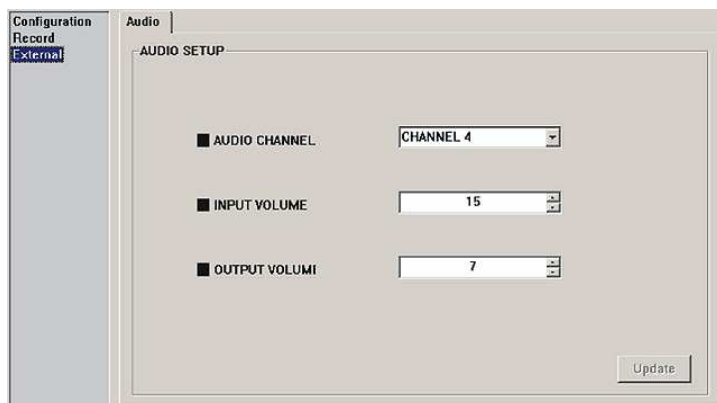 Configuration
Record
External
Audio
AUDIO SETUP
AUDIO CHANNEL
CHANNEL 4
INPUT VOLUME
15
OUTPUT VOLUMI
7
Update